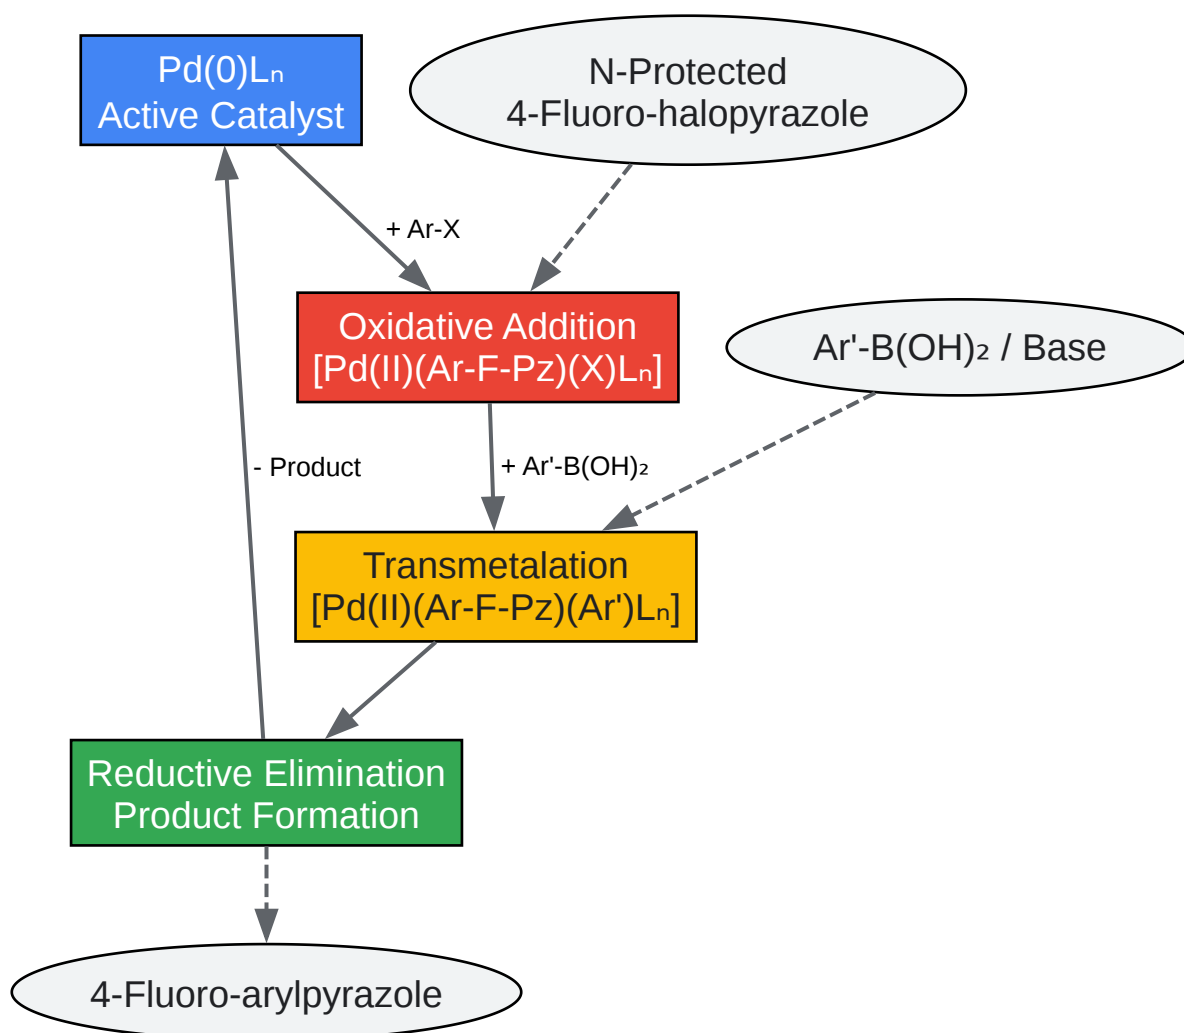 Pd(0)Lₙ
Active Catalyst
N-Protected
4-Fluoro-halopyrazole
+ Ar-X
Oxidative Addition
[Pd(II)(Ar-F-Pz)(X)Lₙ]
Ar'-B(OH)₂ / Base
- Product
+ Ar'-B(OH)₂
Transmetalation
[Pd(II)(Ar-F-Pz)(Ar')Lₙ]
Reductive Elimination
Product Formation
4-Fluoro-arylpyrazole